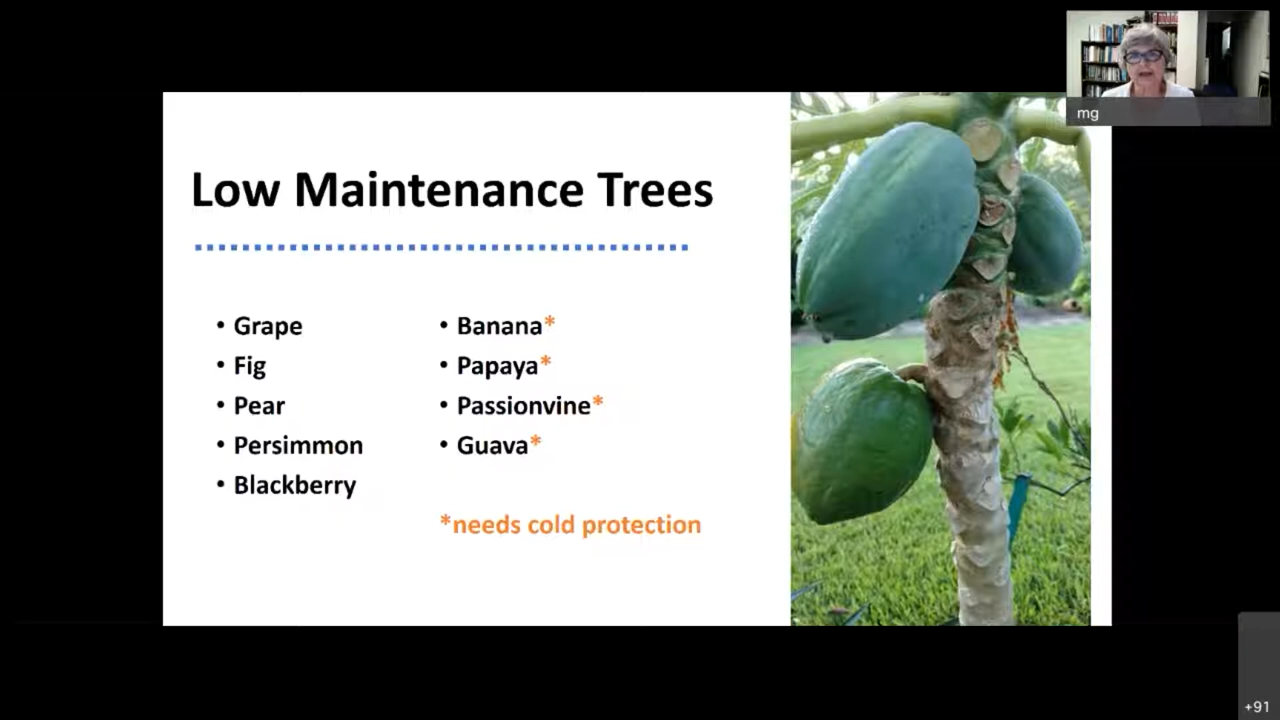 mg
Low Maintenance Trees
• Grape
• Fig
• Pear
• Persimmon
• Blackberry
• Banana*
• Papaya*
• Passionvine*
• Guava*
*needs cold protection
+91